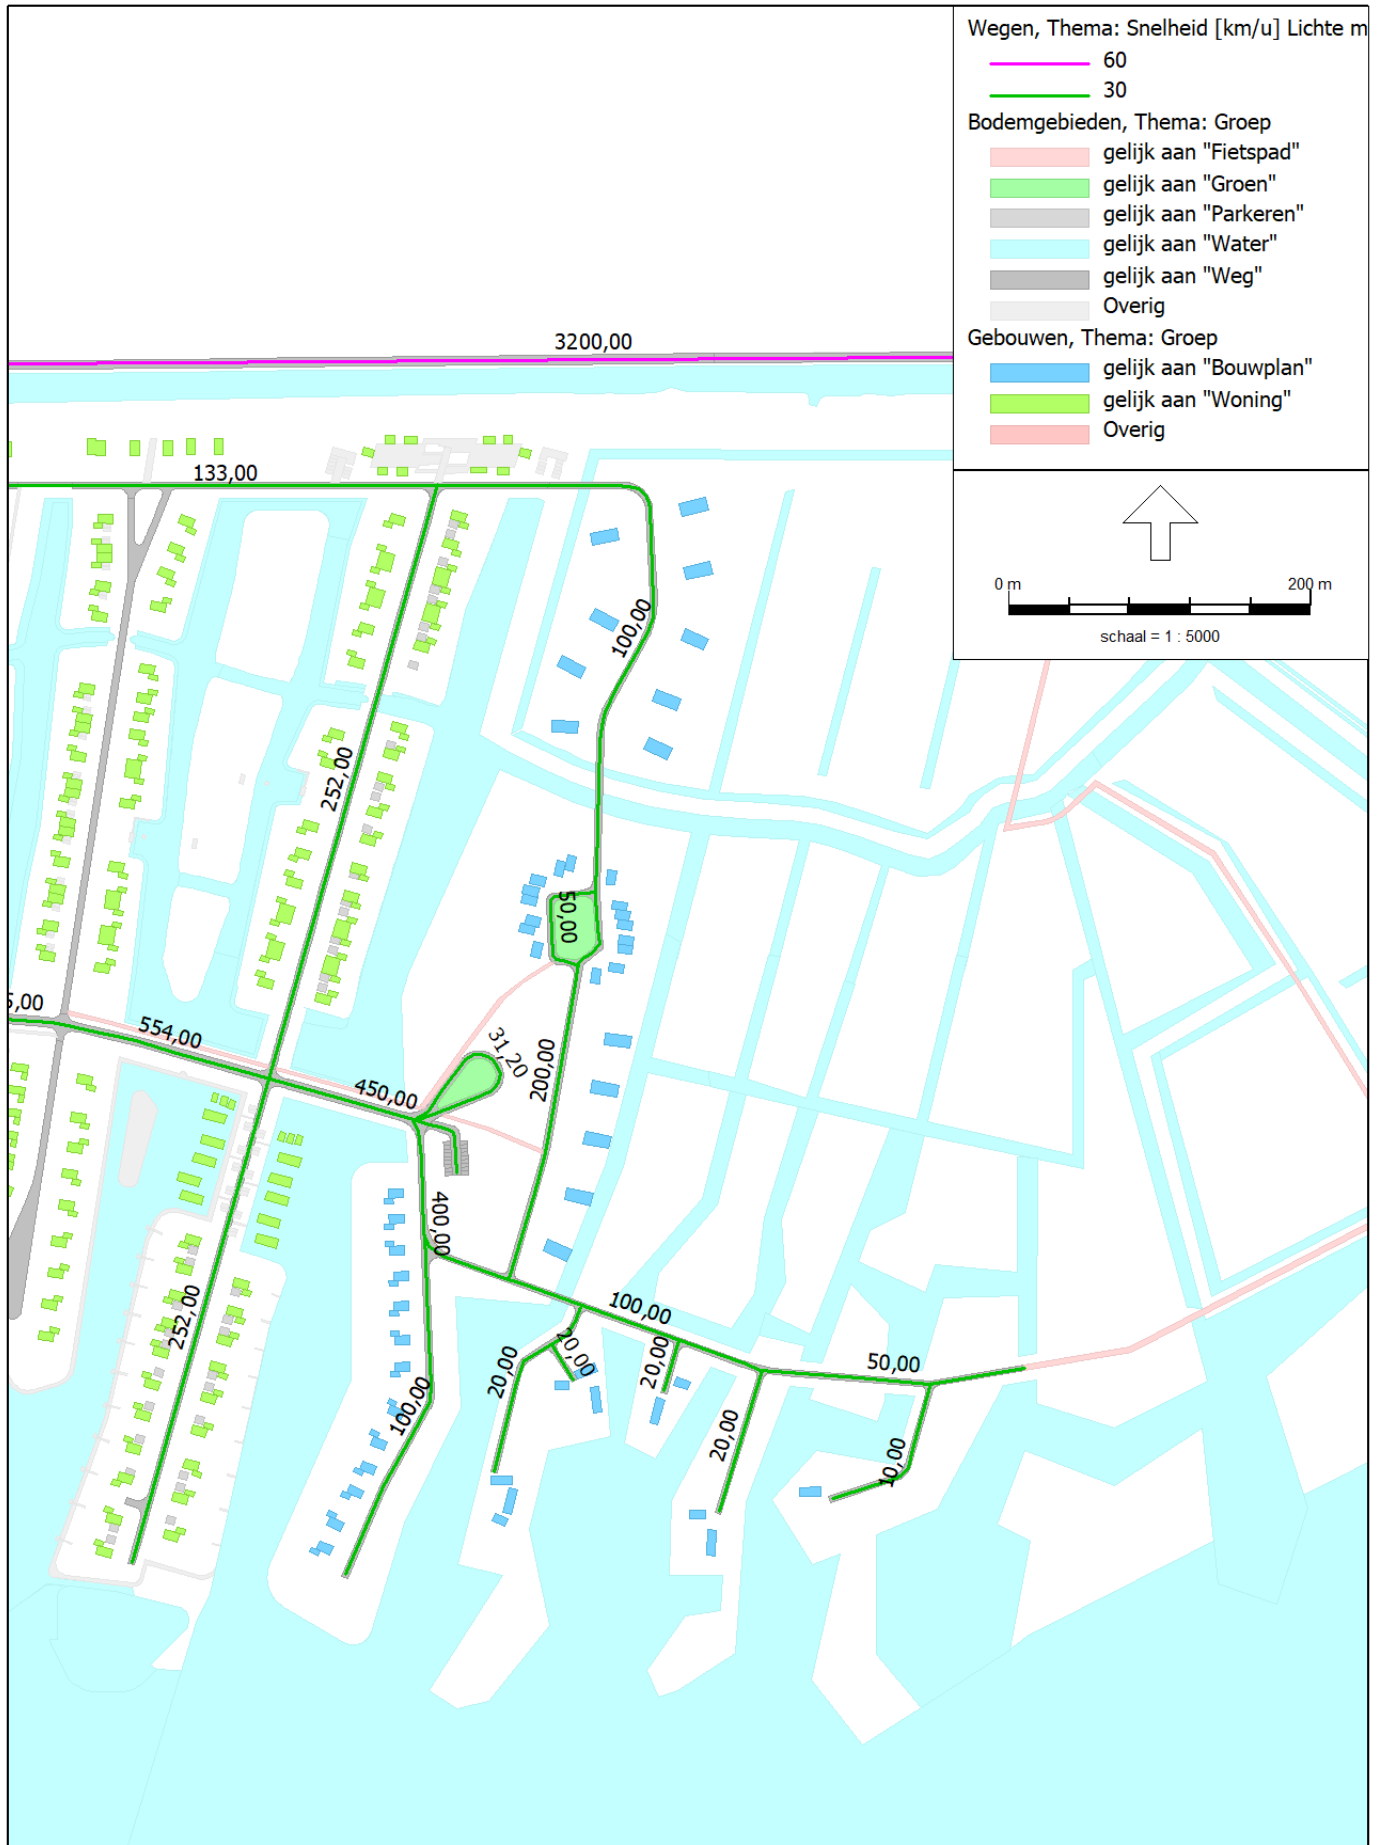 Wegen, Thema: Snelheid [km/u] Lichte m
60
30
Bodemgebieden, Thema: Groep
gelijk aan "Fietspad"
gelijk aan "Groen"
gelijk aan "Parkeren"
gelijk aan "Water"
gelijk aan "Weg"
Overig
Gebouwen, Thema: Groep
gelijk aan "Bouwplan"
gelijk aan "Woning"
Overig
0 m 200 m
schaal = 1 : 5000
3200,00
133,00
100,00
252,00
50,00
5,00
554,00
31,20
200,00
450,00
400,00
252,00
100,00
20,00
20,00
20,00
100,00
50,00
20,00
10,00